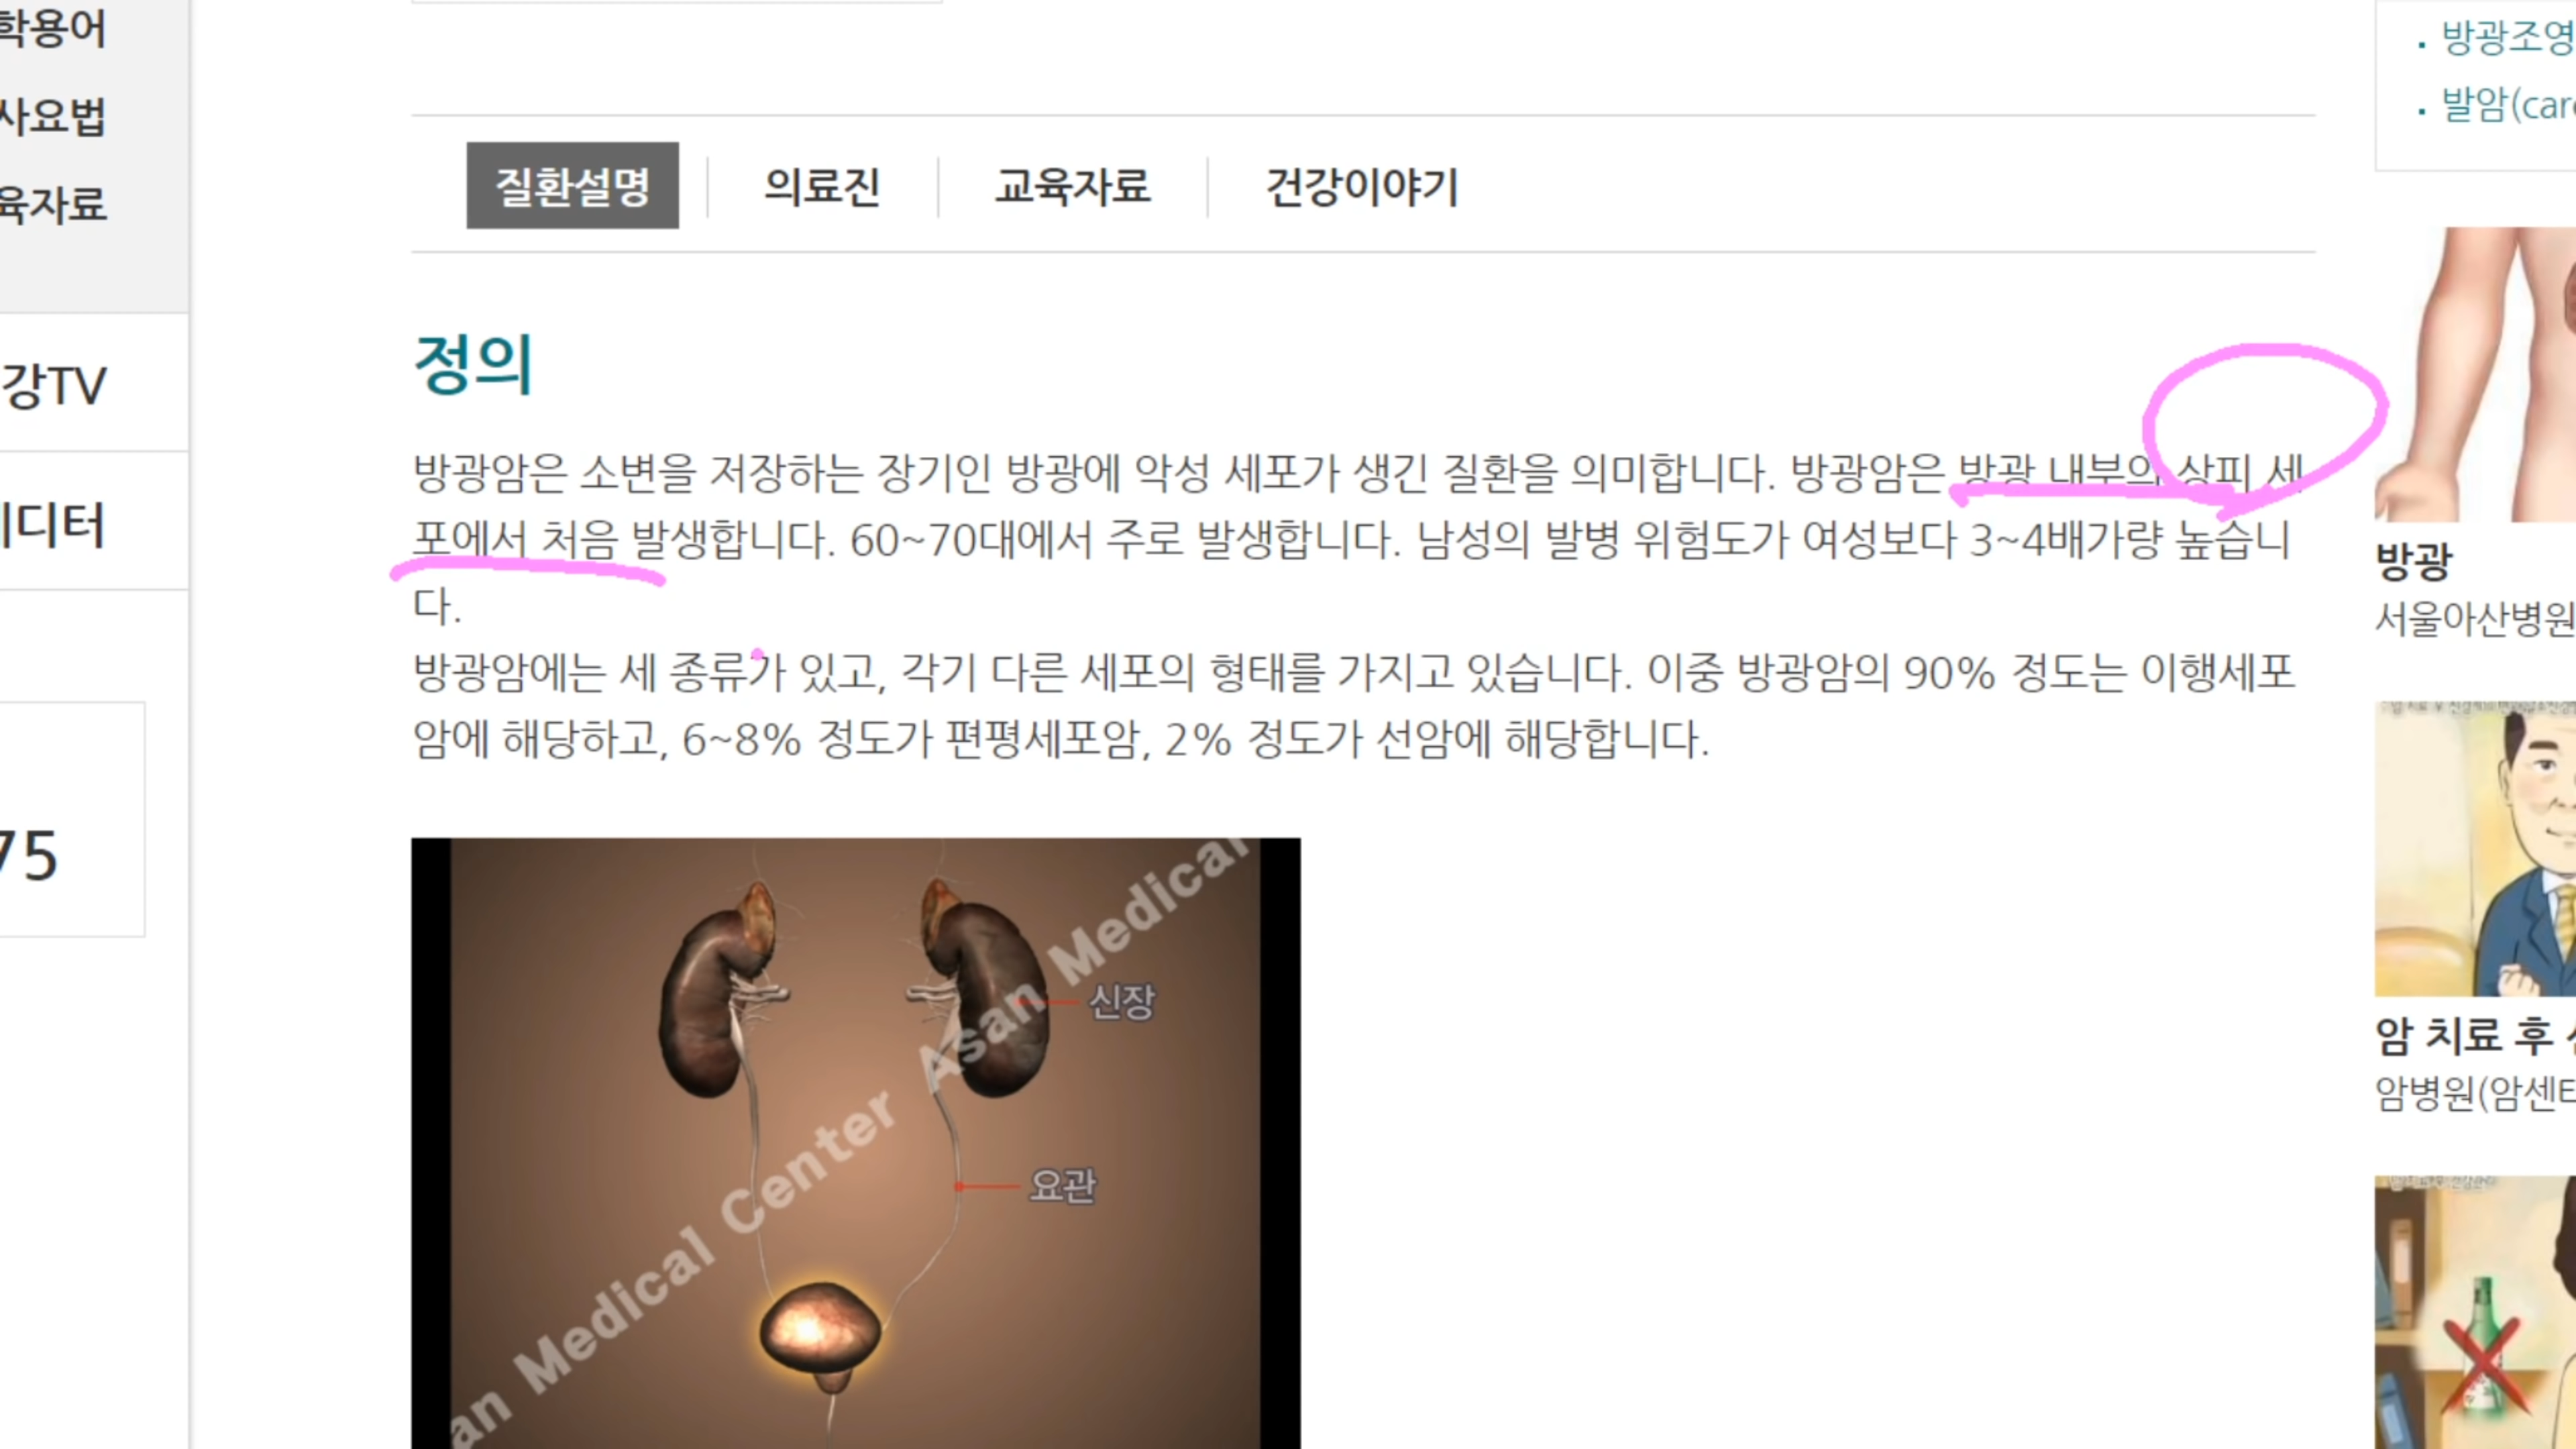 학용어
사요법
육자료
강TV
디터
75
질환설명
의료진
교육자료
건강이야기
정의
방광암은 소변을 저장하는 장기인 방광에 악성 세포가 생긴 질환을 의미합니다. 방광암은 방광 내부의 상피 세
포에서 처음 발생합니다. 60~70대에서 주로 발생합니다. 남성의 발병 위험도가 여성보다 3~4배가량 높습니
다.
방광암에는 세 종류가 있고, 각기 다른 세포의 형태를 가지고 있습니다. 이중 방광암의 90% 정도는 이행세포
암에 해당하고, 6~8% 정도가 편평세포암, 2% 정도가 선암에 해당합니다.
신장
요관
an Medical Center Asan Medical
· 방광조영
· 발암(car
방광
서울아산병원
암 치료 후
암병원(암센터